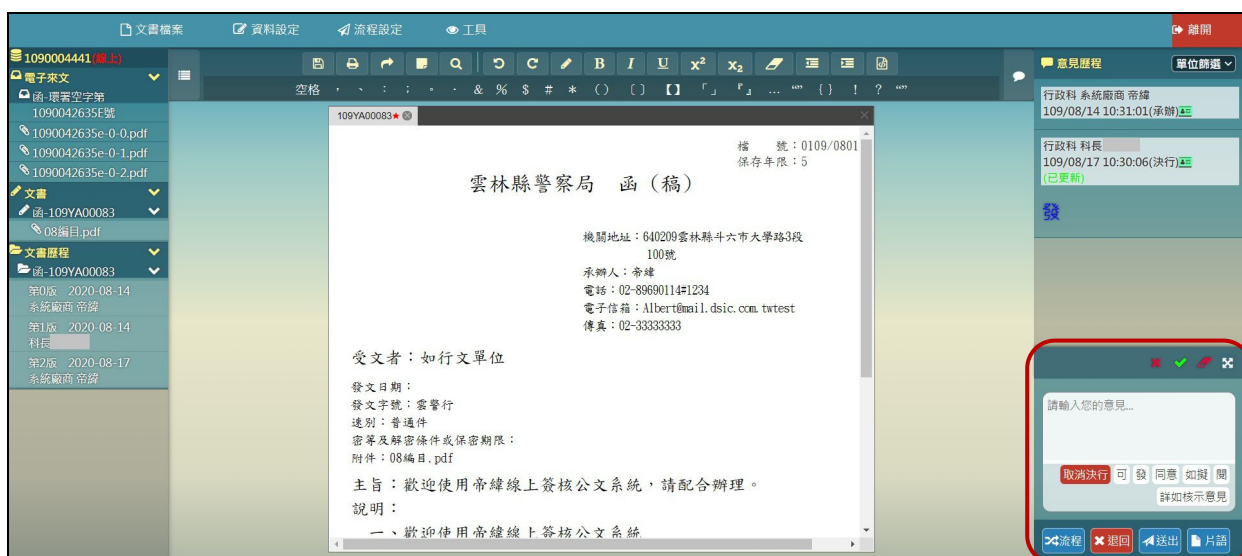 文書檔案 資料設定 流程設定 工具 離開
1090004441(線上)
電子來文
函-環署空字第
1090042635E號
1090042635e-0-0.pdf
1090042635e-0-1.pdf
1090042635e-0-2.pdf
文書
函-109YA00083
08編目.pdf
文書歷程
函-109YA00083
第0版 2020-08-14
系統廠商 帝緯
第1版 2020-08-14
科長
第2版 2020-08-17
系統廠商 帝緯
B I U x² x₂
空格 ， 、 ： ； 。 ． & % $ # * () 〔〕 【】 「」 『』 … “” {} ! ? “”
109YA00083★
檔 號：0109/0801
保存年限：5
雲林縣警察局 函（稿）
機關地址：640209雲林縣斗六市大學路3段
100號
承辦人：帝緯
電話：02-89690114#1234
電子信箱：Albert@mail.dsic.com.twtest
傳真：02-33333333
受文者：如行文單位
發文日期：
發文字號：雲警行
速別：普通件
密等及解密條件或保密期限：
附件：08編目.pdf
主旨：歡迎使用帝緯線上簽核公文系統，請配合辦理。
說明：
一、歡迎使用帝緯線上簽核公文系統
意見歷程 單位篩選
行政科 系統廠商 帝緯
109/08/14 10:31:01(承辦)
行政科 科長
109/08/17 10:30:06(決行)
(已更新)
發
請輸入您的意見...
取消決行 可 發 同意 如擬 閱
詳如核示意見
流程 退回 送出 片語